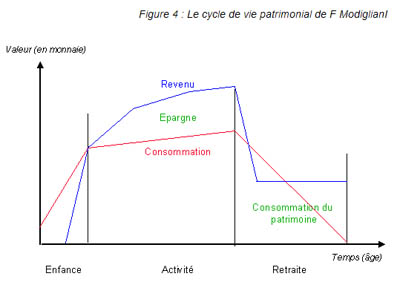 Figure 4 : Le cycle de vie patrimonial de F ModiglianI
Valeur (en monnaie)
Revenu
Epargne
Consommation
Consommation du
patrimoine
Temps (âge)
Enfance
Activité
Retraite